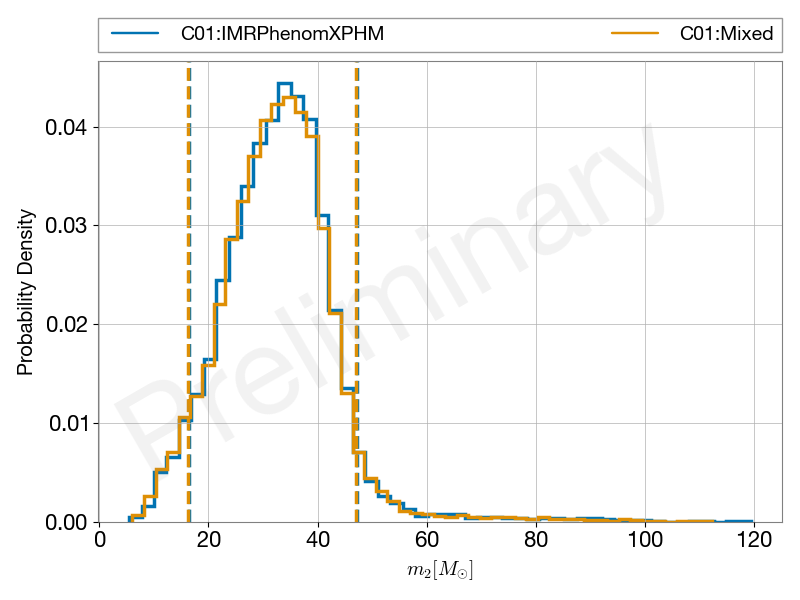 C01:IMRPhenomXPHM C01:Mixed
Probability Density
0.04
0.03
0.02
0.01
0.00
Preliminary
0 20 40 60 80 100 120
m₂[M⊙]